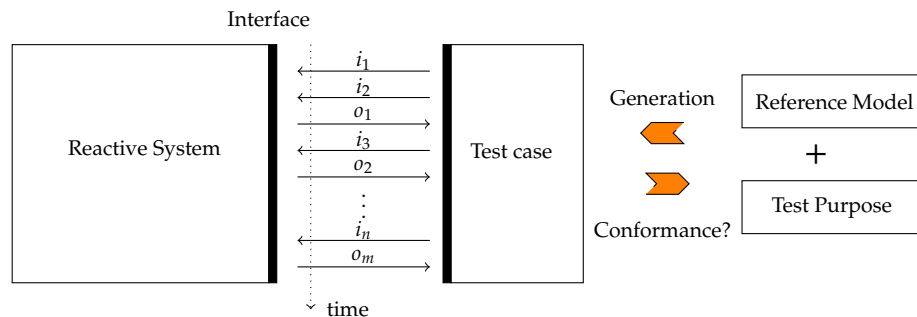 Interface
Reactive System
i₁
i₂
o₁
i₃
o₂
⋮
iₙ
oₘ
time
Test case
Generation
Conformance?
Reference Model
+
Test Purpose